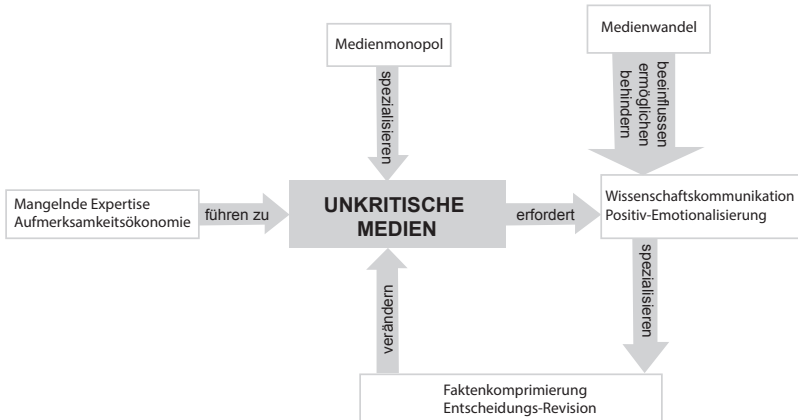 Medienmonopol
Medienwandel
spezialisieren
beeinflussen
ermöglichen
behindern
Mangelnde Expertise
Aufmerksamkeitsökonomie
führen zu
UNKRITISCHE
MEDIEN
erfordert
Wissenschaftskommunikation
Positiv-Emotionalisierung
verändern
spezialisieren
Faktenkomprimierung
Entscheidungs-Revision